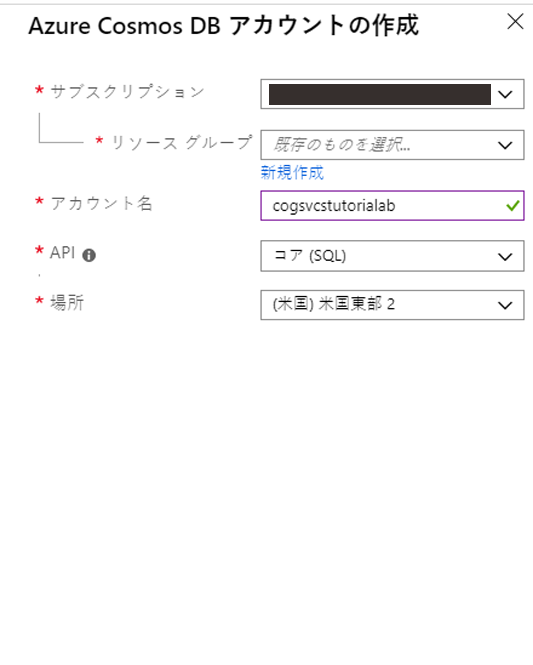 Azure Cosmos DB アカウントの作成
* サブスクリプション
* リソース グループ 既存のものを選択...
新規作成
* アカウント名 cogsvcstutorialab
* API コア (SQL)
* 場所 (米国) 米国東部 2